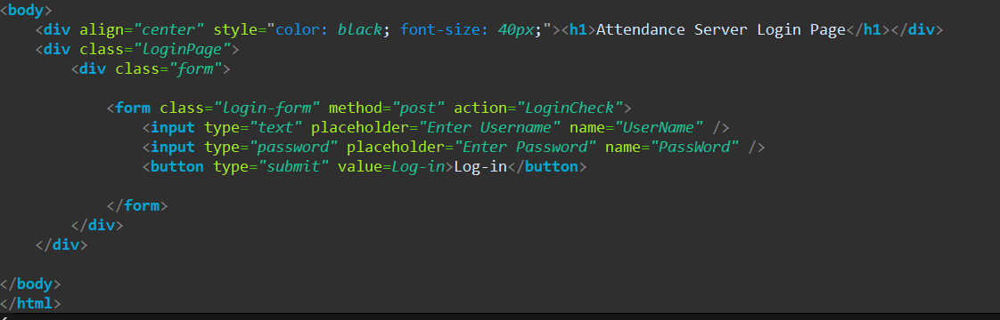 <body>
<div align="center" style="color: black; font-size: 40px;"><h1>Attendance Server Login Page</h1></div>
<div class="loginPage">
<div class="form">
<form class="login-form" method="post" action="LoginCheck">
<input type="text" placeholder="Enter Username" name="UserName" />
<input type="password" placeholder="Enter Password" name="PassWord" />
<button type="submit" value=Log-in>Log-in</button>
</form>
</div>
</div>
</body>
</html>